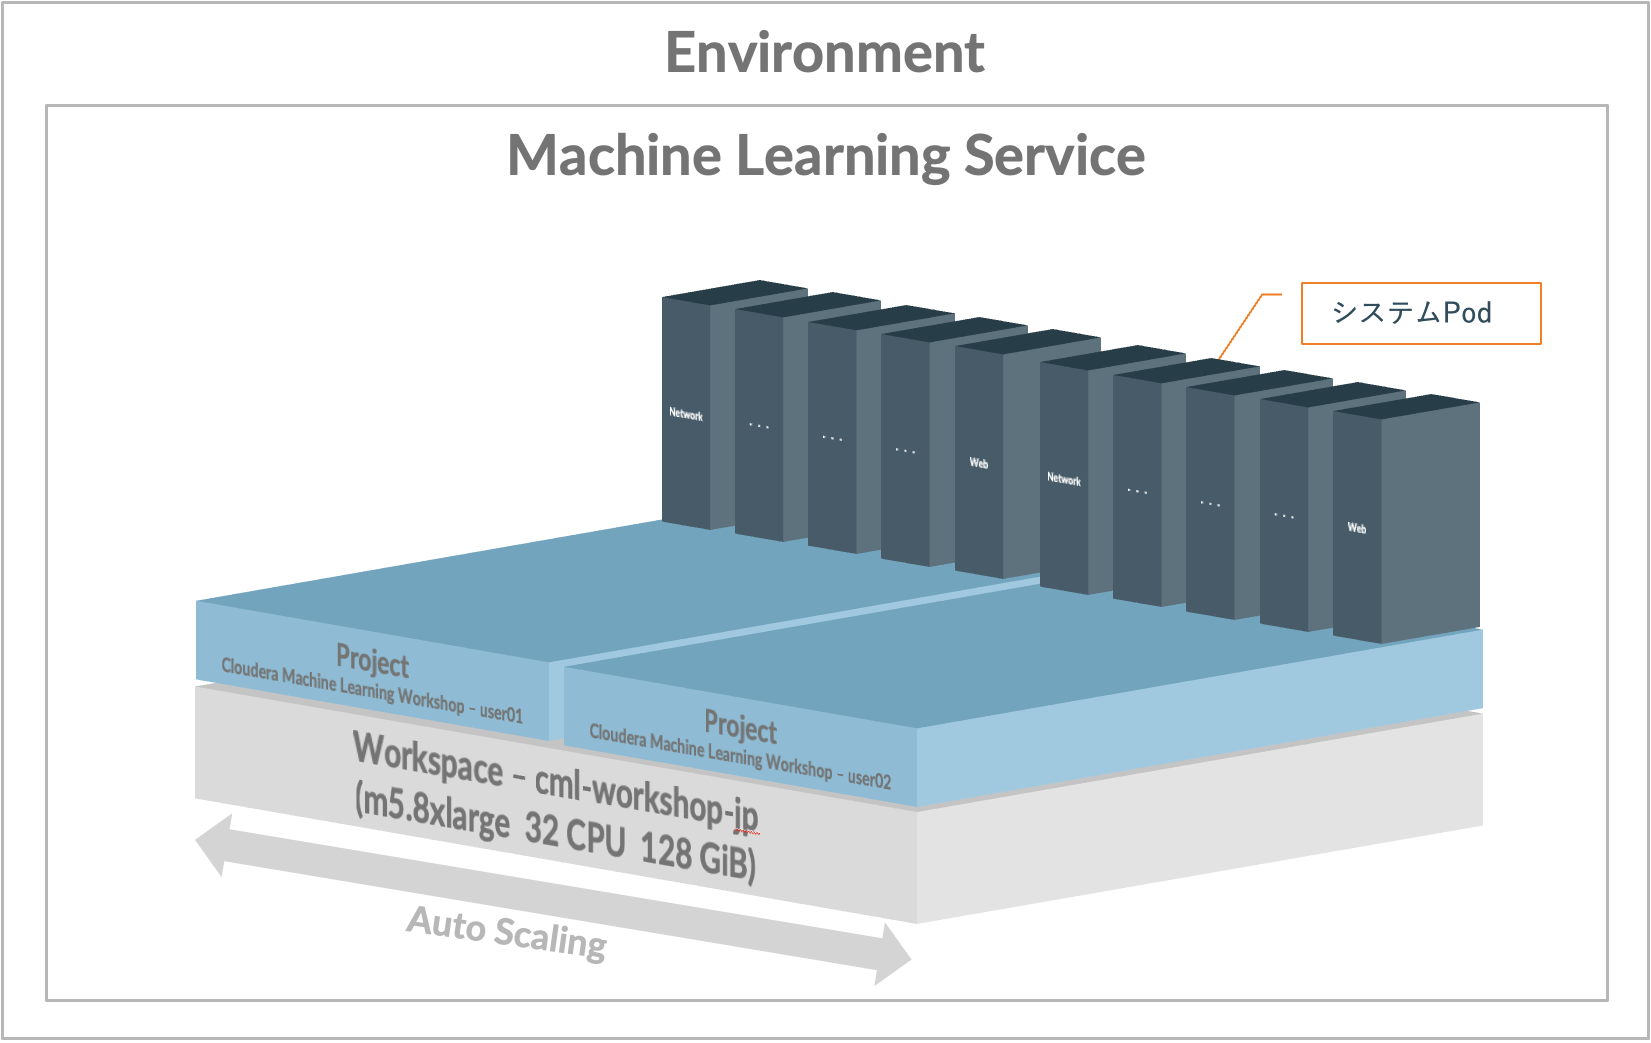 Environment
Machine Learning Service
システムPod
Network
...
...
...
Web
Network
...
...
...
Web
Project
Cloudera Machine Learning Workshop – user01
Project
Cloudera Machine Learning Workshop – user02
Workspace – cml-workshop-jp
(m5.8xlarge 32 CPU 128 GiB)
Auto Scaling